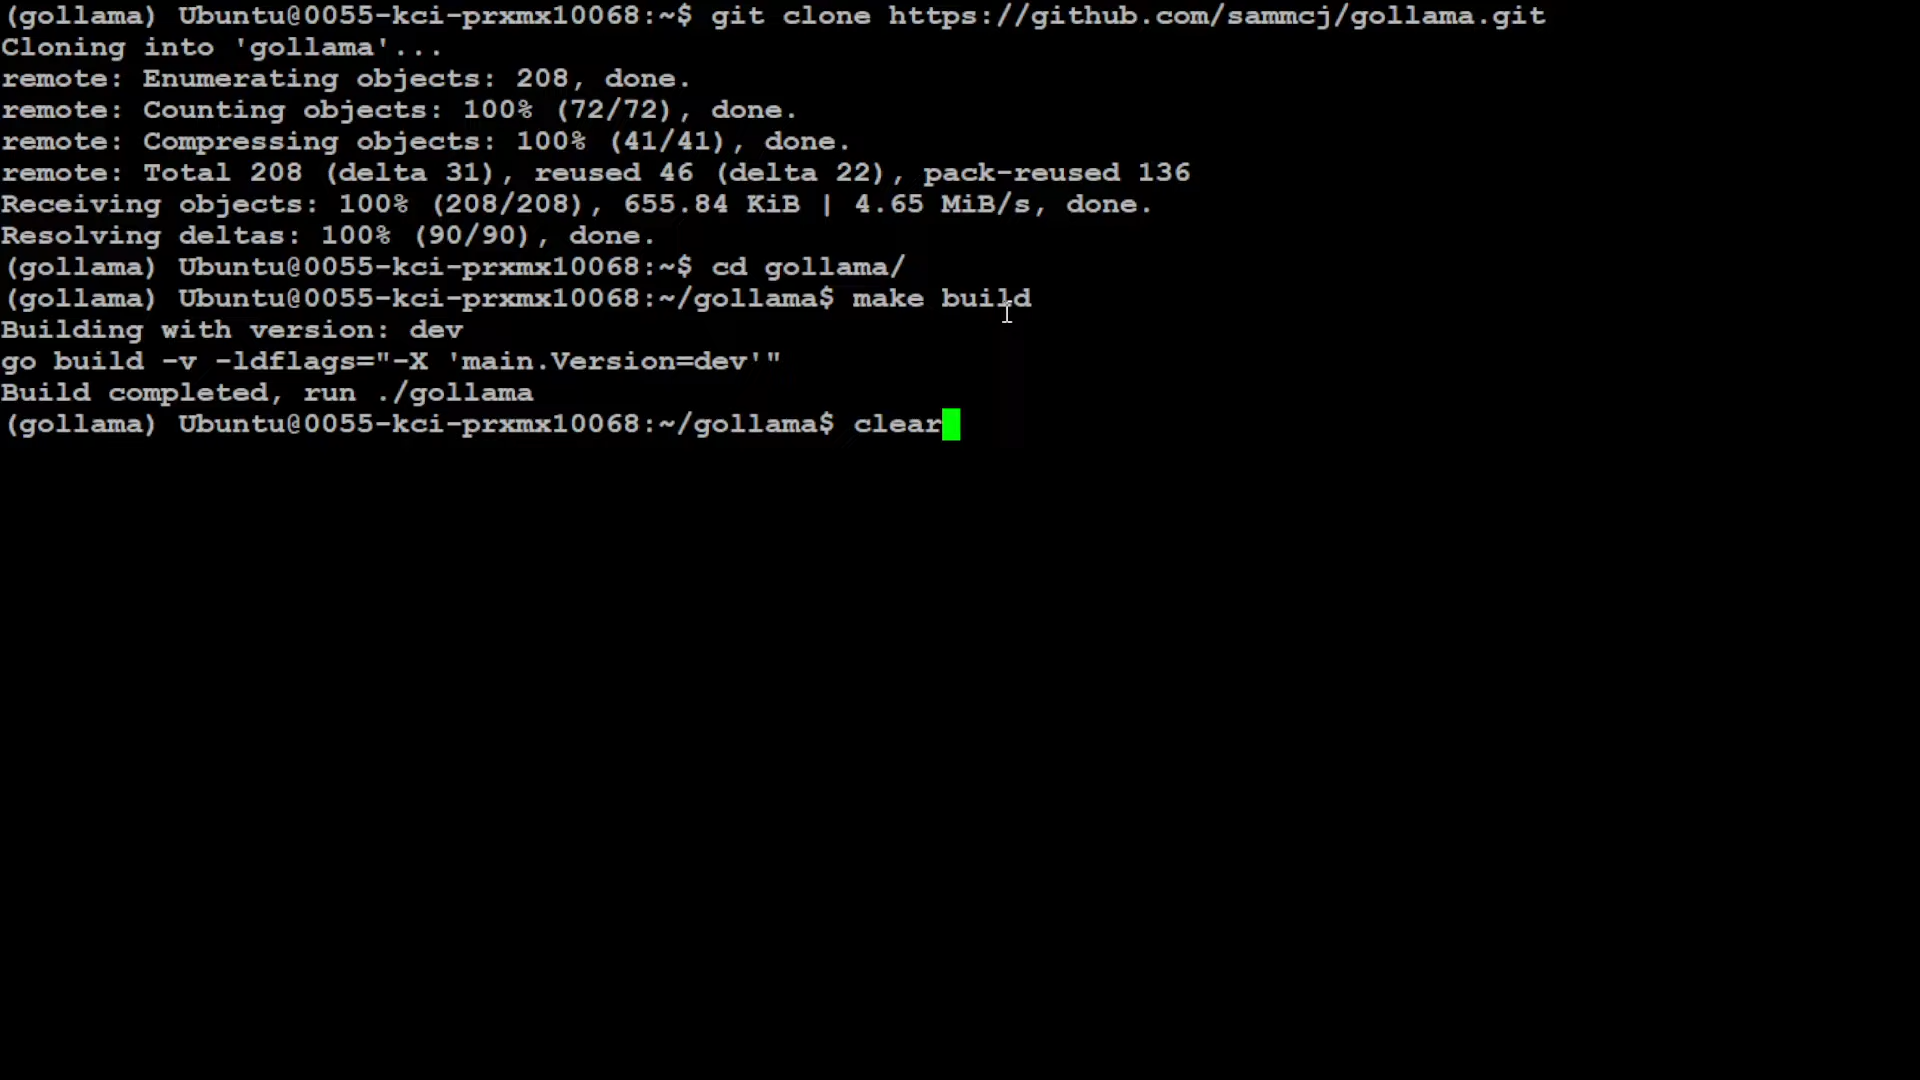 (gollama) Ubuntu@0055-kci-prxmx10068:~$ git clone https://github.com/sammcj/gollama.git
Cloning into 'gollama'...
remote: Enumerating objects: 208, done.
remote: Counting objects: 100% (72/72), done.
remote: Compressing objects: 100% (41/41), done.
remote: Total 208 (delta 31), reused 46 (delta 22), pack-reused 136
Receiving objects: 100% (208/208), 655.84 KiB | 4.65 MiB/s, done.
Resolving deltas: 100% (90/90), done.
(gollama) Ubuntu@0055-kci-prxmx10068:~$ cd gollama/
(gollama) Ubuntu@0055-kci-prxmx10068:~/gollama$ make build
Building with version: dev
go build -v -ldflags="-X 'main.Version=dev'"
Build completed, run ./gollama
(gollama) Ubuntu@0055-kci-prxmx10068:~/gollama$ clear